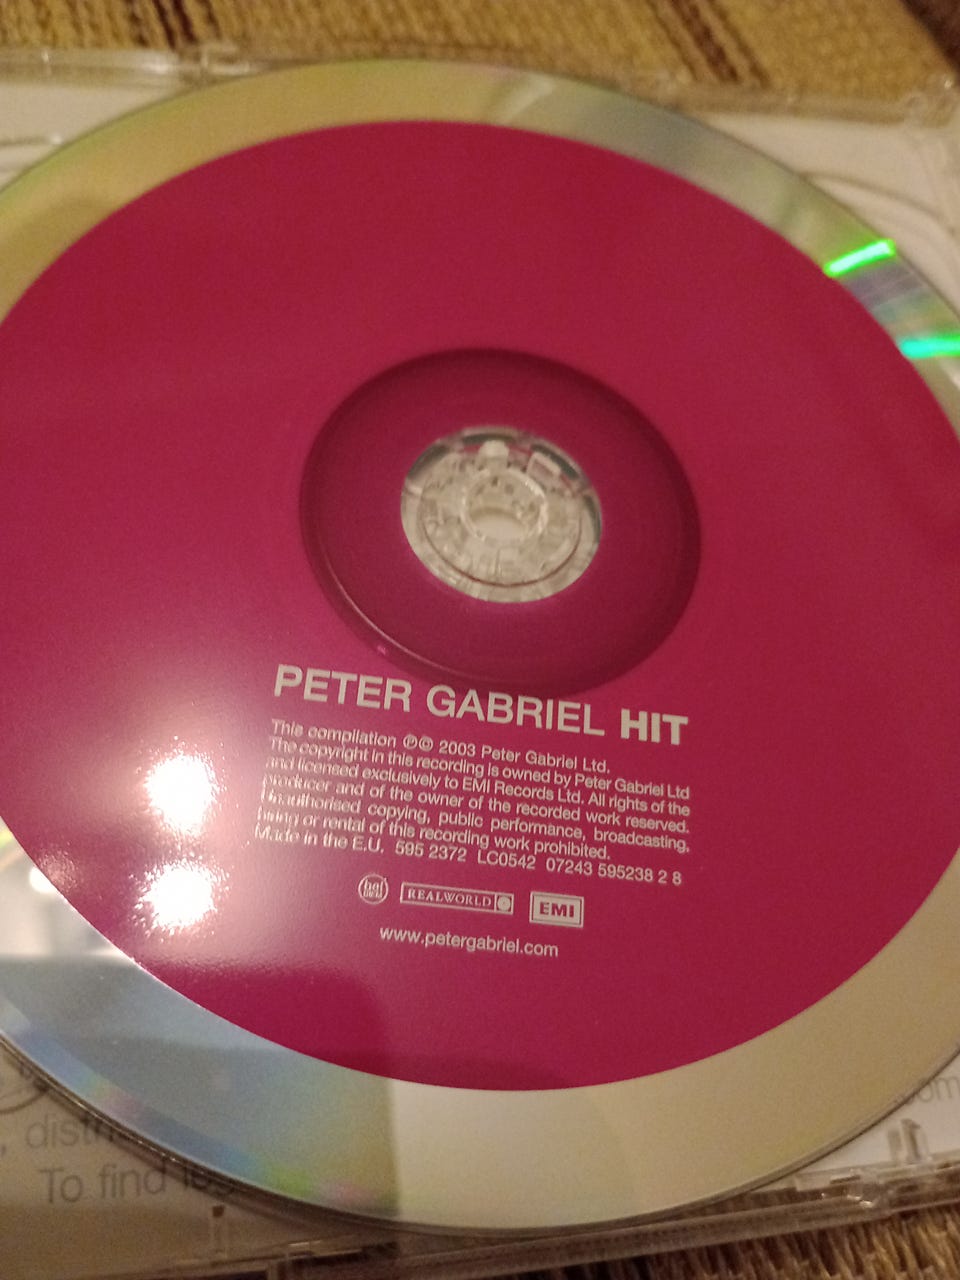 PETER GABRIEL HIT
This compilation ℗© 2003 Peter Gabriel Ltd.
The copyright in this recording is owned by Peter Gabriel Ltd
and licensed exclusively to EMI Records Ltd. All rights of the
producer and of the owner of the recorded work reserved.
Unauthorised copying, public performance, broadcasting,
hiring or rental of this recording work prohibited.
Made in the E.U. 595 2372 LC0542 07243 595238 2 8
REALWORLD
EMI
www.petergabriel.com
To find